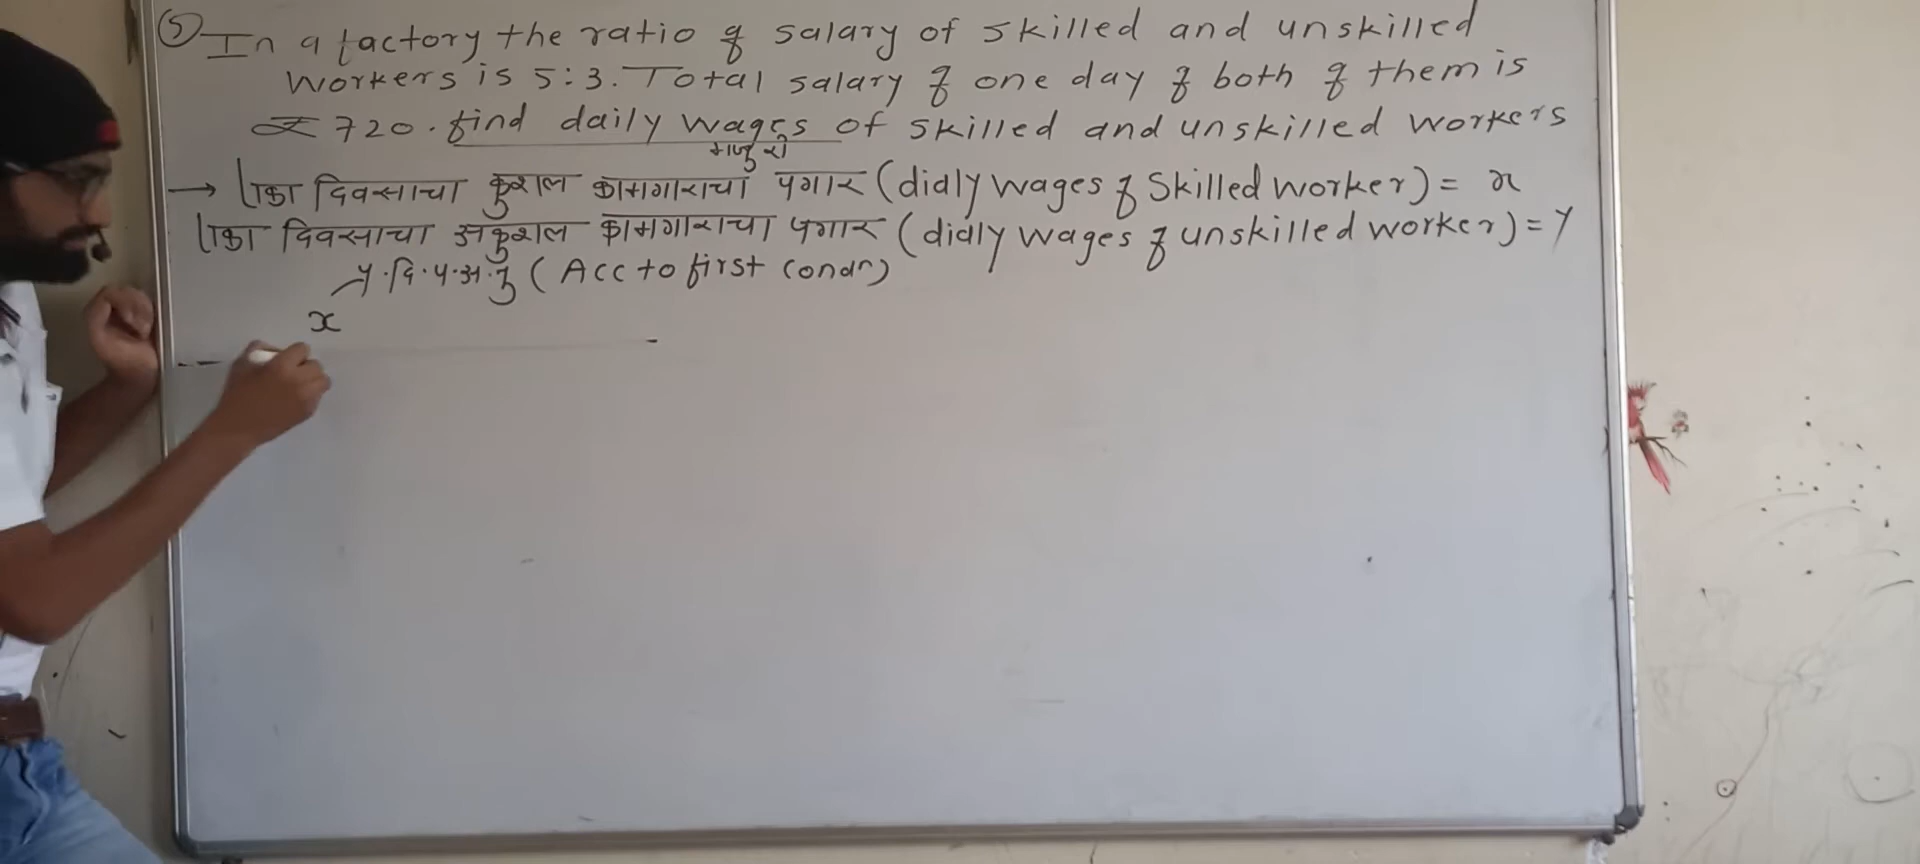 5 In a factory the ratio of salary of skilled and unskilled
workers is 5:3. Total salary of one day of both of them is
₹ 720. find daily wages of skilled and unskilled workers
मजुरी
→ एका दिवसाचा कुशल कामगाराचा पगार (dialy wages of skilled worker) = x
एका दिवसाचा अकुशल कामगाराचा पगार (dialy wages of unskilled worker) = y
(Acc to first condn)
x